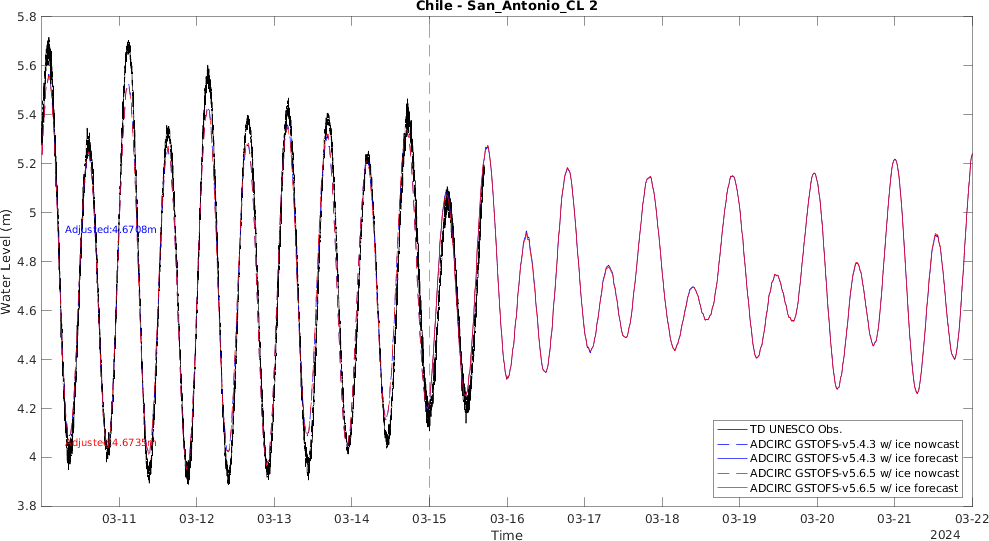 Chile - San_Antonio_CL 2
5.8
5.6
5.4
5.2
5
4.8
4.6
4.4
4.2
4
3.8
Water Level (m)
Adjusted:4.6708m
Adjusted:4.6735m
TD UNESCO Obs.
ADCIRC GSTOFS-v5.4.3 w/ ice nowcast
ADCIRC GSTOFS-v5.4.3 w/ ice forecast
ADCIRC GSTOFS-v5.6.5 w/ ice nowcast
ADCIRC GSTOFS-v5.6.5 w/ ice forecast
03-11 03-12 03-13 03-14 03-15 03-16 03-17 03-18 03-19 03-20 03-21 03-22
Time
2024